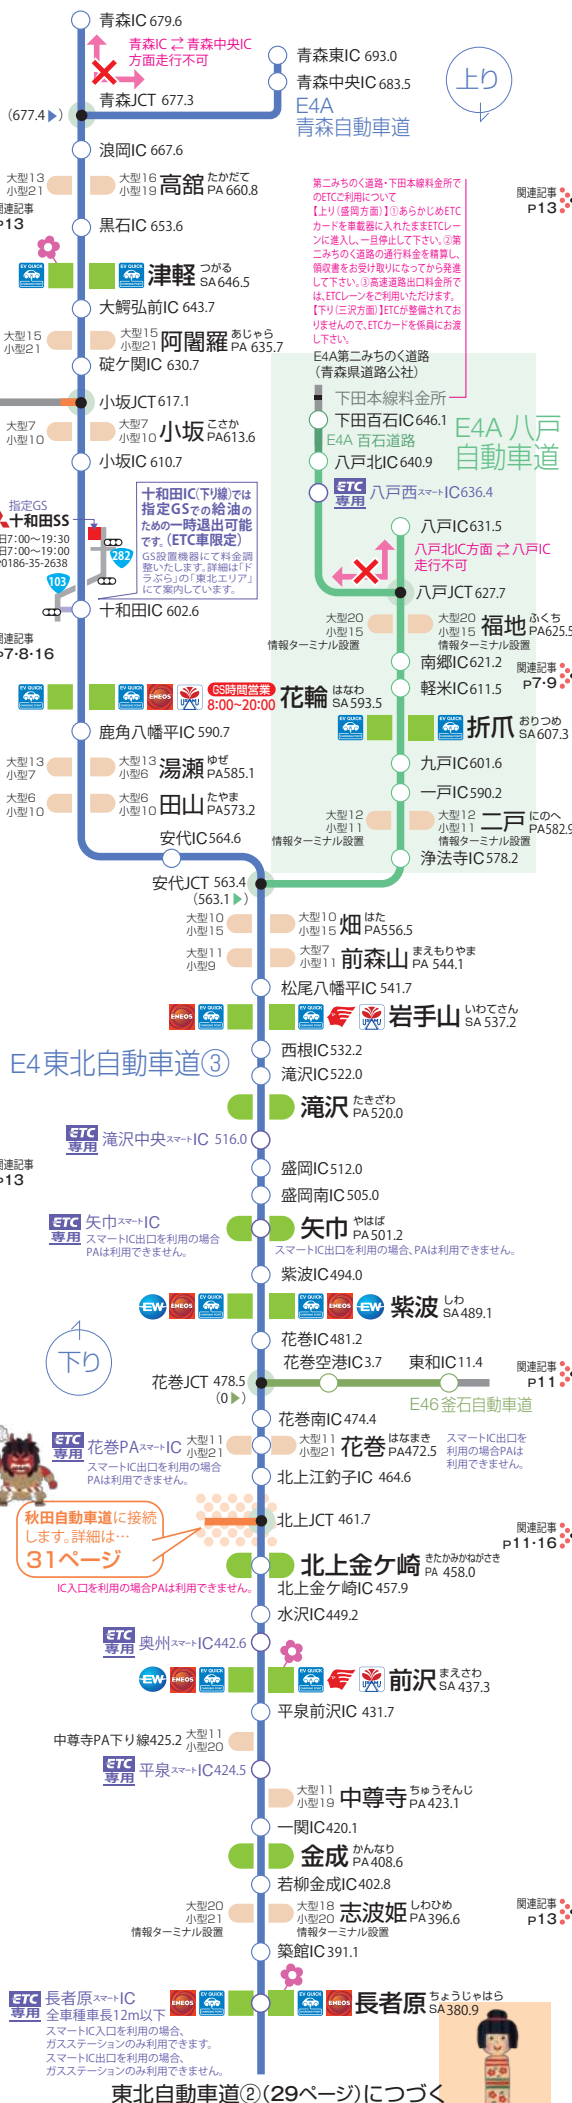 青森IC 679.6
青森IC ⇄ 青森中央IC
方面走行不可
青森東IC 693.0
青森中央IC 683.5
E4A
青森自動車道
上り
青森JCT 677.3
(677.4 ▶)
浪岡IC 667.6
大型13
小型21
大型16
小型19
高舘 たかだて PA 660.8
関連記事
P13
関連記事
P13
黒石IC 653.6
津軽 つがる SA 646.5
大鰐弘前IC 643.7
大型15
小型21
大型15
小型21
阿闍羅 あじゃら PA 635.7
碇ケ関IC 630.7
小坂JCT 617.1
大型7
小型10
大型7
小型10
小坂 こさか PA613.6
小坂IC 610.7
第二みちのく道路・下田本線料金所で
のETCご利用について
【上り(盛岡方面)】①あらかじめETC
カードを車載器に入れたままETCレー
ンに進入し、一旦停止して下さい。②第
二みちのく道路の通行料金を精算し、
領収書をお受け取りになってから発進
して下さい。③高速道路出口料金所で
は、ETCレーンをご利用いただけます。
【下り(三沢方面)】ETCが整備されてお
りませんので、ETCカードを係員にお渡
し下さい。
E4A第二みちのく道路
(青森県道路公社)
下田本線料金所
下田百石IC 646.1
E4A 百石道路
E4A 八戸
自動車道
八戸北IC 640.9
ETC
専用
八戸西スマートIC636.4
八戸IC 631.5
八戸北IC方面 ⇄ 八戸IC
走行不可
八戸JCT 627.7
大型20
小型15
情報ターミナル設置
大型20
小型15
情報ターミナル設置
福地 ふくち PA625.5
南郷IC 621.2
軽米IC 611.5
関連記事
P7・9
折爪 おりつめ SA 607.3
九戸IC 601.6
一戸IC 590.2
大型12
小型11
情報ターミナル設置
大型12
小型11
情報ターミナル設置
二戸 にのへ PA582.9
浄法寺IC 578.2
十和田IC(下り線)では
指定GSでの給油の
ための一時退出可能
です。(ETC車限定)
GS設置機器にて料金調
整いたします。詳細は「ド
ラぷら」の「東北エリア」
にて案内しています。
指定GS
十和田SS
日7:00〜19:30
日7:00〜19:00
0186-35-2638
282
103
十和田IC 602.6
関連記事
P7・8・16
GS時間営業
8:00〜20:00
花輪 はなわ SA 593.5
鹿角八幡平IC 590.7
大型13
小型7
大型13
小型6
湯瀬 ゆぜ PA585.1
大型6
小型10
大型6
小型10
田山 たやま PA573.2
安代IC 564.6
安代JCT 563.4
(563.1 ▶)
大型10
小型15
大型10
小型15
畑 はた PA556.5
大型11
小型9
大型7
小型11
前森山 まえもりやま PA 544.1
松尾八幡平IC 541.7
岩手山 いわてさん SA 537.2
E4 東北自動車道③
西根IC 532.2
滝沢IC 522.0
滝沢 たきざわ PA 520.0
ETC
専用
滝沢中央スマートIC 516.0
盛岡IC 512.0
関連記事
P13
盛岡南IC 505.0
ETC
専用
矢巾スマートIC
スマートIC出口を利用の場合
PAは利用できません。
矢巾 やはば PA 501.2
スマートIC出口を利用の場合、PAは利用できません。
紫波IC 494.0
EW ENEOS EV QUICK
EV QUICK ENEOS EW
紫波 しわ SA 489.1
花巻IC 481.2
下り
花巻JCT 478.5
(0 ▶)
花巻空港IC 3.7
東和IC 11.4
E46 釜石自動車道
関連記事
P11
花巻南IC 474.4
ETC
専用
花巻PAスマートIC
スマートIC出口を利用の場合
PAは利用できません。
大型11
小型21
大型11
小型21
花巻 はなまき PA472.5
スマートIC出口を
利用の場合PAは
利用できません。
北上江釣子IC 464.6
秋田自動車道に接続
します。詳細は…
31ページ
北上JCT 461.7
関連記事
P11・16
北上金ケ崎 きたかみかねがさき PA 458.0
IC入口を利用の場合PAは利用できません。
北上金ケ崎IC 457.9
水沢IC 449.2
ETC
専用
奥州スマートIC442.6
前沢 まえさわ SA 437.3
平泉前沢IC 431.7
中尊寺PA下り線425.2
大型11
小型20
ETC
専用
平泉スマートIC424.5
大型11
小型19
中尊寺 ちゅうそんじ PA 423.1
一関IC 420.1
金成 かんなり PA 408.6
若柳金成IC 402.8
大型20
小型21
情報ターミナル設置
大型18
小型20
情報ターミナル設置
志波姫 しわひめ PA 396.6
関連記事
P13
築館IC 391.1
ETC
専用
長者原スマートIC
全車種車長12m以下
スマートIC入口を利用の場合、
ガスステーションのみ利用できます。
スマートIC出口を利用の場合、
ガスステーションのみ利用できません。
長者原 ちょうじゃはら SA380.9
東北自動車道②(29ページ)につづく